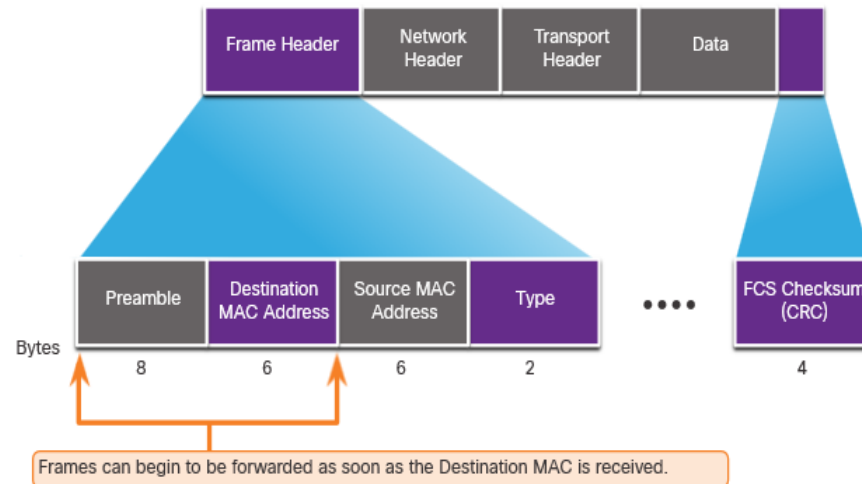 Frame Header
Network
Header
Transport
Header
Data
Preamble
Destination
MAC Address
Source MAC
Address
Type
FCS Checksum
(CRC)
Bytes
8
6
6
2
4
Frames can begin to be forwarded as soon as the Destination MAC is received.